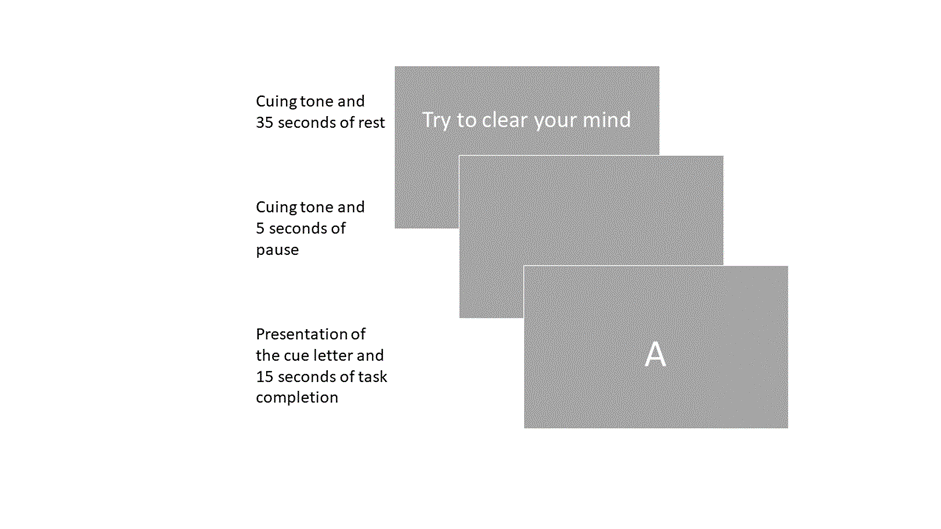 Cuing tone and
35 seconds of rest
Try to clear your mind
Cuing tone and
5 seconds of
pause
Presentation of
the cue letter and
15 seconds of task
completion
A